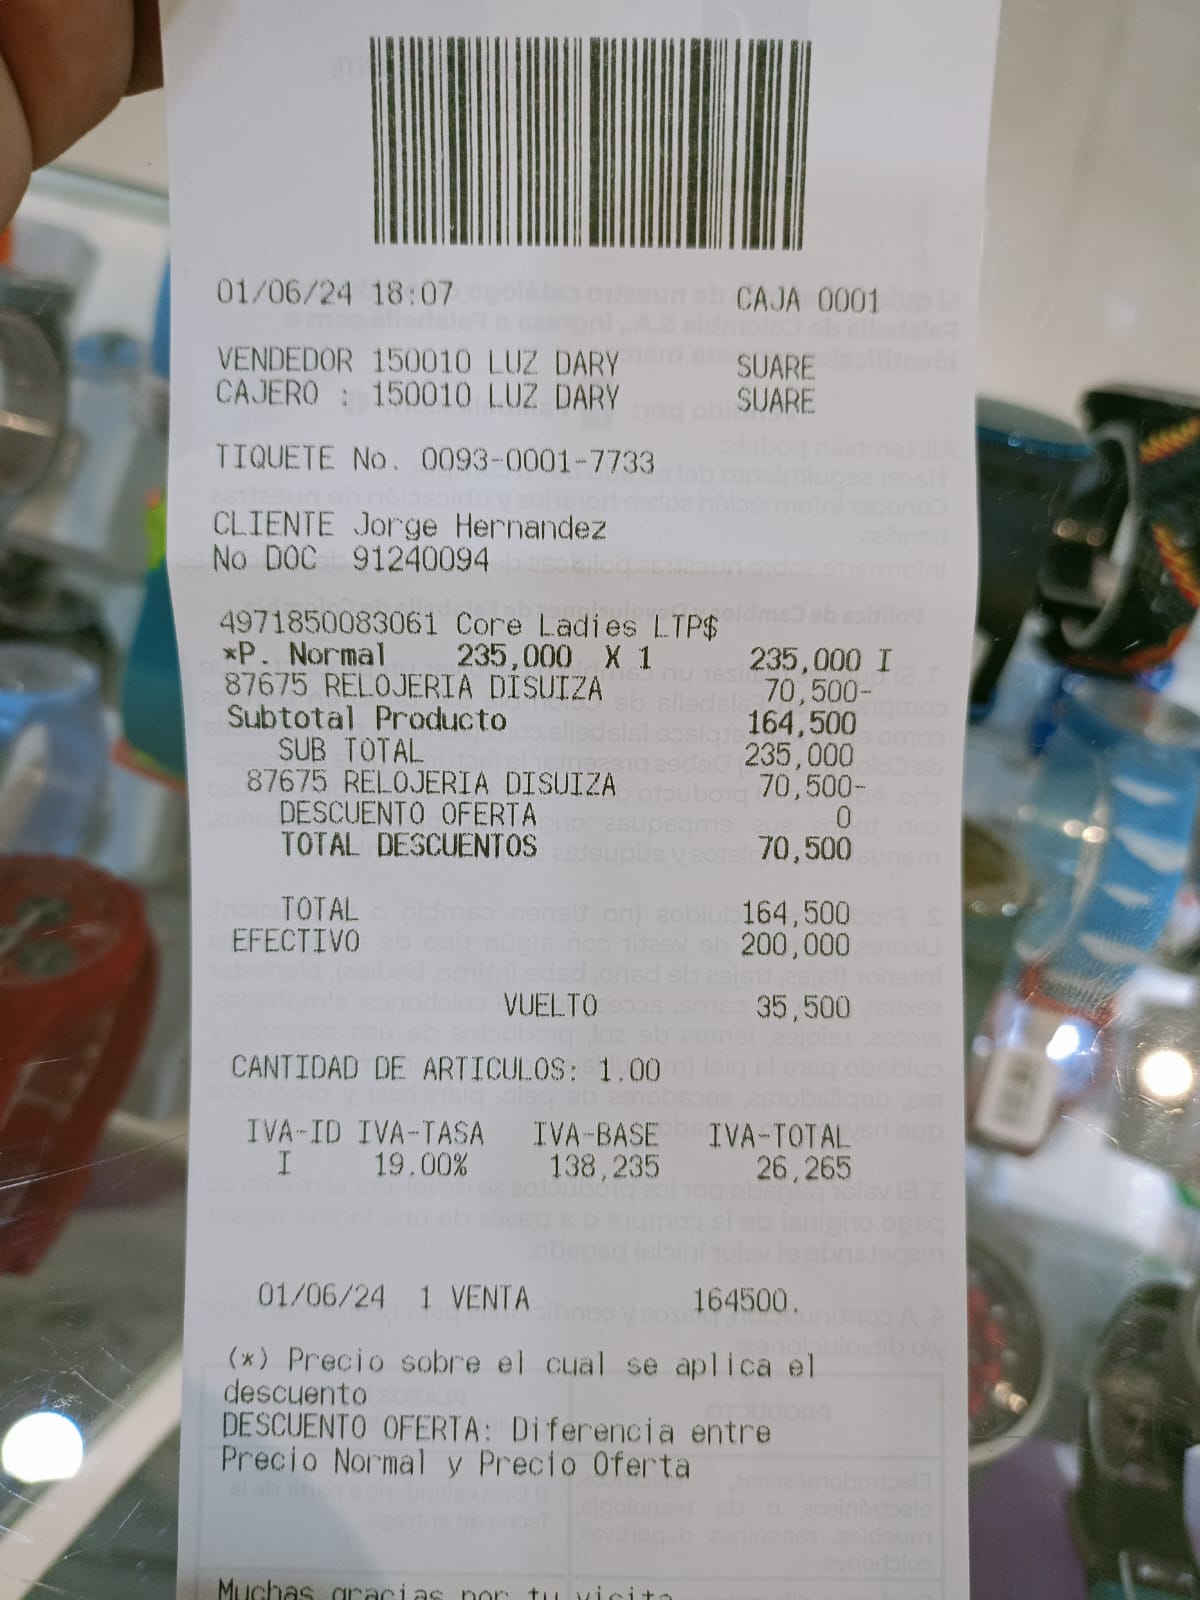 01/06/24 18:07 CAJA 0001
VENDEDOR 150010 LUZ DARY SUARE
CAJERO : 150010 LUZ DARY SUARE
TIQUETE No. 0093-0001-7733
CLIENTE Jorge Hernandez
No DOC 91240094
4971850083061 Core Ladies LTP$
*P. Normal 235,000 X 1 235,000 I
87675 RELOJERIA DISUIZA 70,500-
Subtotal Producto 164,500
SUB TOTAL 235,000
87675 RELOJERIA DISUIZA 70,500-
DESCUENTO OFERTA 0
TOTAL DESCUENTOS 70,500
TOTAL 164,500
EFECTIVO 200,000
VUELTO 35,500
CANTIDAD DE ARTICULOS: 1.00
IVA-ID IVA-TASA IVA-BASE IVA-TOTAL
I 19.00% 138,235 26,265
01/06/24 1 VENTA 164500.
(*) Precio sobre el cual se aplica el
descuento
DESCUENTO OFERTA: Diferencia entre
Precio Normal y Precio Oferta
Muchas gracias por tu visita